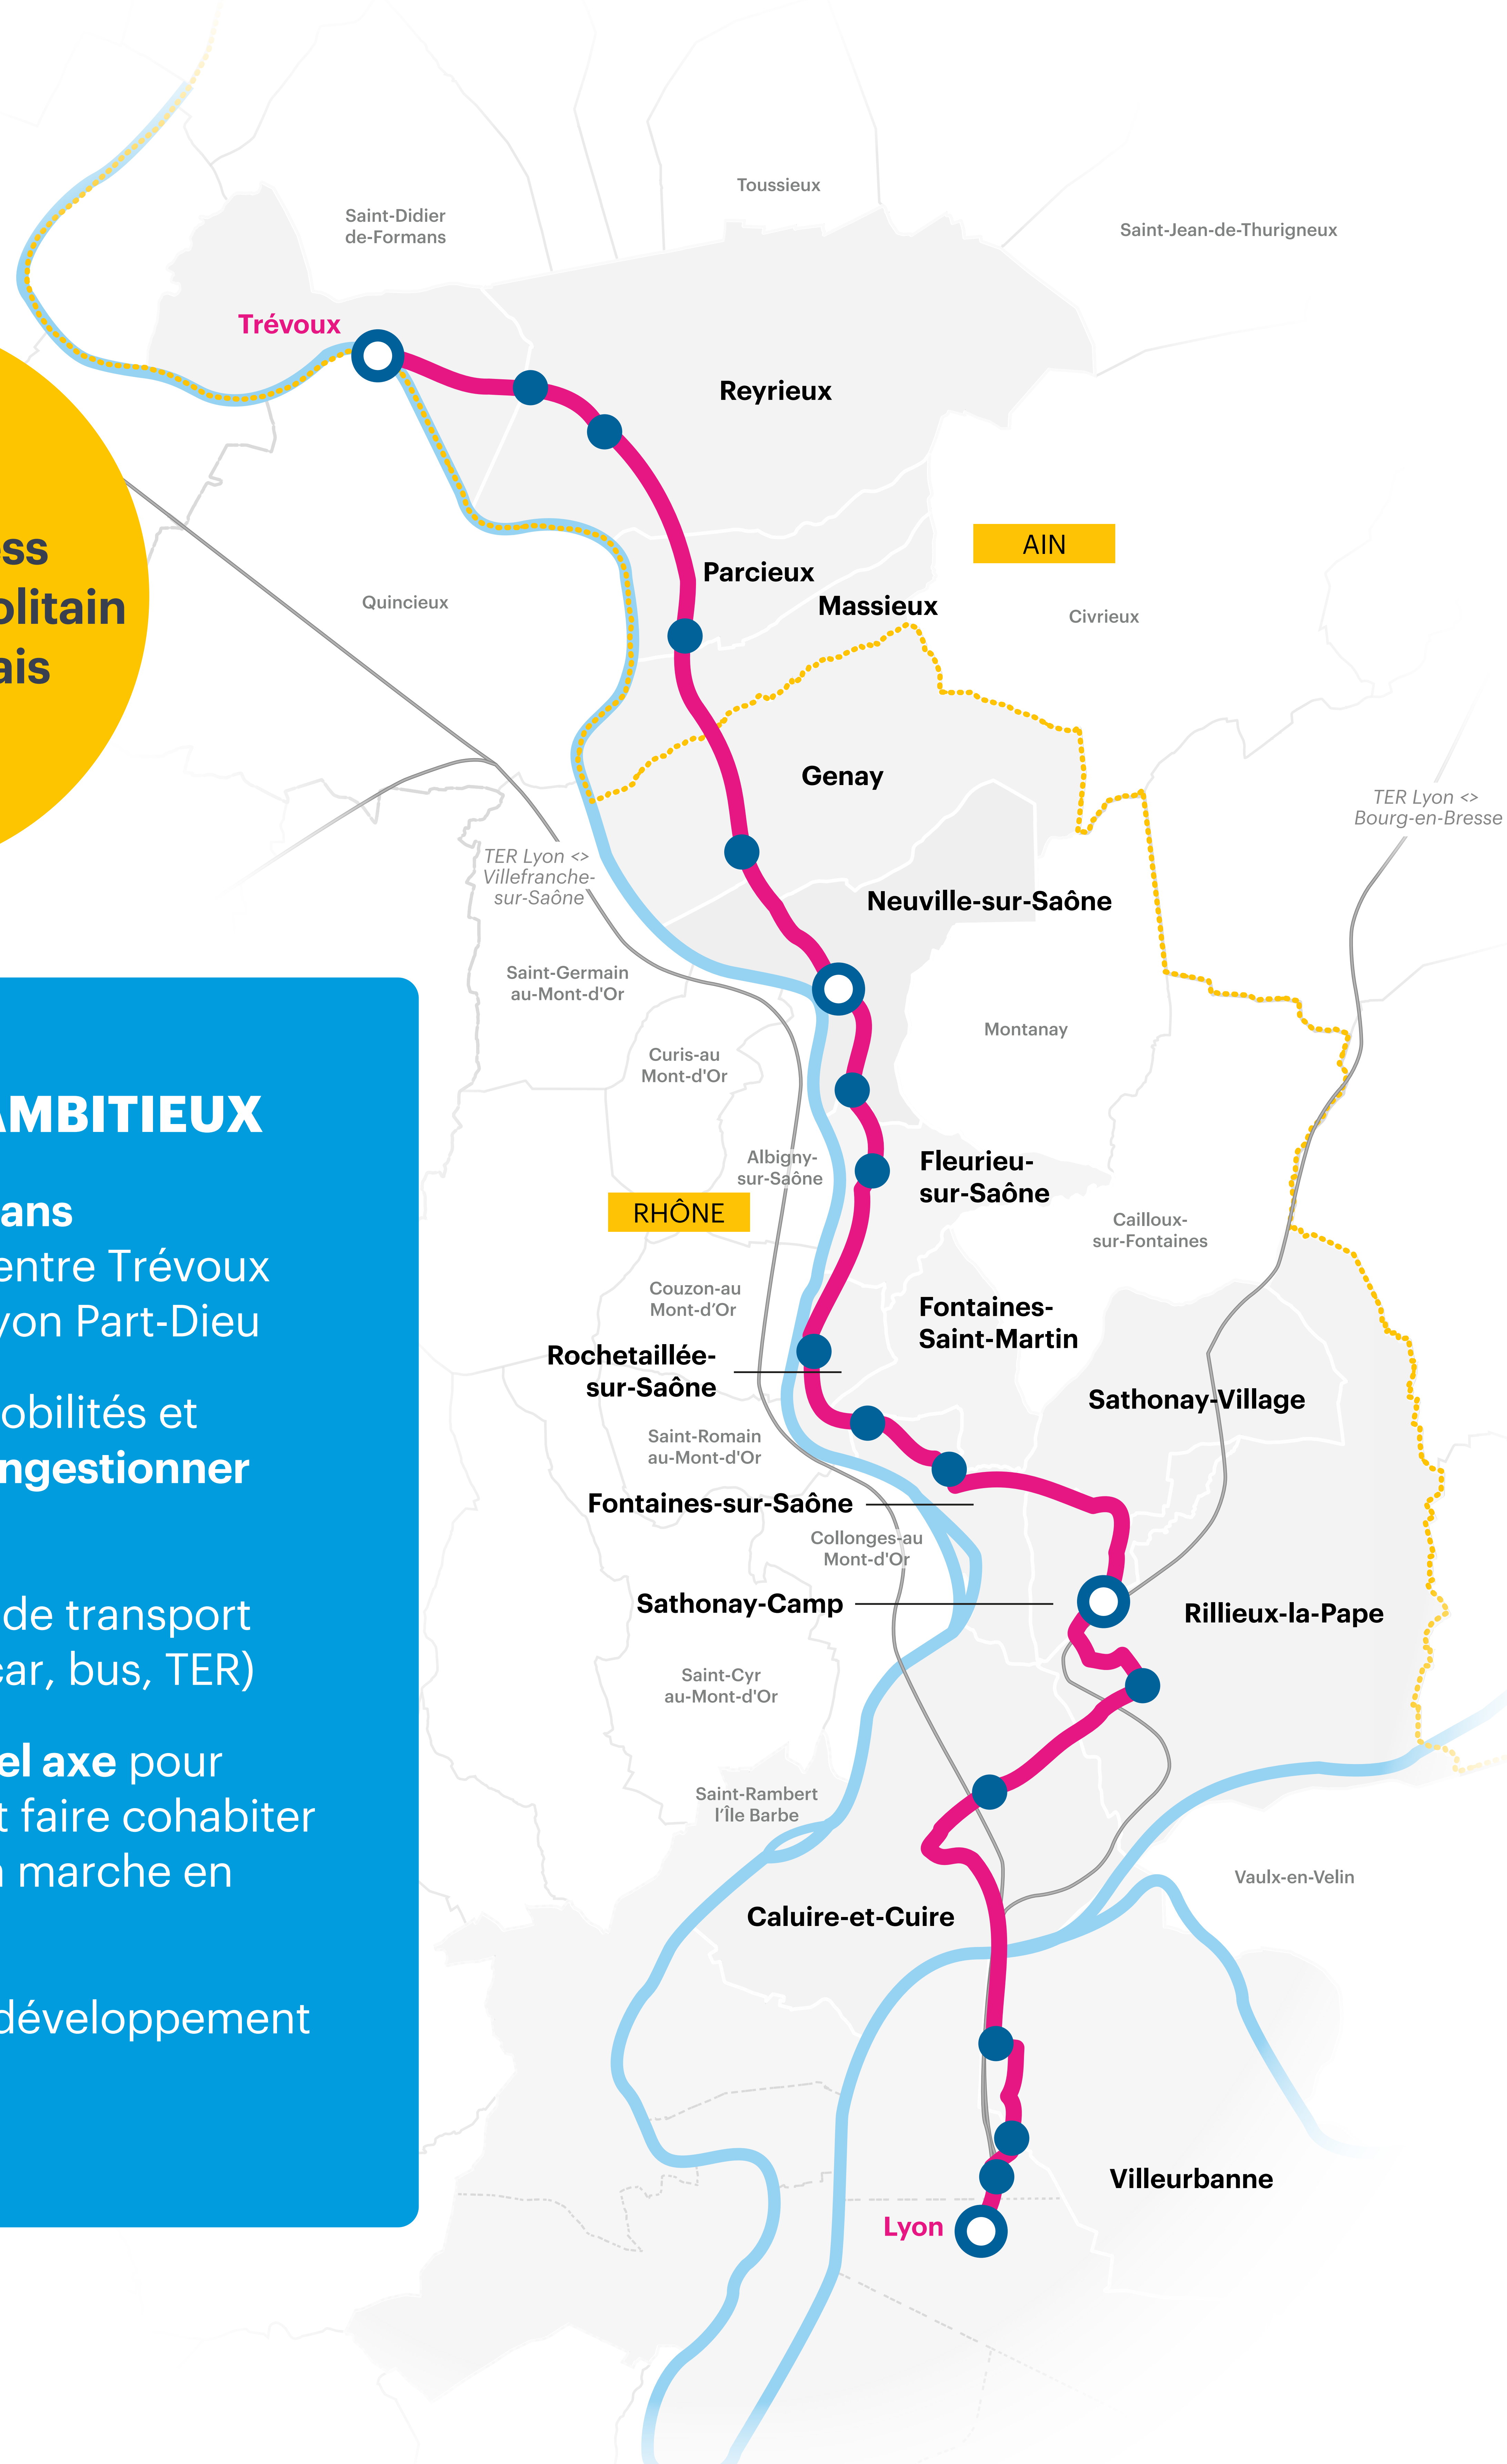 Toussieux
Saint-Didier
de-Formans
Saint-Jean-de-Thurigneux
Trévoux
Reyrieux
AIN
ss
olitain
ais
Parcieux
Massieux
Quincieux
Civrieux
Genay
TER Lyon <>
Bourg-en-Bresse
TER Lyon <>
Villefranche-
sur-Saône
Neuville-sur-Saône
Saint-Germain
au-Mont-d'Or
Montanay
Curis-au
Mont-d'Or
Albigny-
sur-Saône
Fleurieu-
sur-Saône
RHÔNE
Cailloux-
sur-Fontaines
Couzon-au
Mont-d’Or
Fontaines-
Saint-Martin
Rochetaillée-
sur-Saône
Sathonay-Village
Saint-Romain
au-Mont-d'Or
Fontaines-sur-Saône
Collonges-au
Mont-d'Or
Sathonay-Camp
Rillieux-la-Pape
Saint-Cyr
au-Mont-d'Or
Saint-Rambert
l’Île Barbe
Vaulx-en-Velin
Caluire-et-Cuire
Villeurbanne
Lyon
AMBITIEUX
ans
entre Trévoux
yon Part-Dieu
obilités et
ngestionner
de transport
car, bus, TER)
el axe pour
t faire cohabiter
a marche en
développement